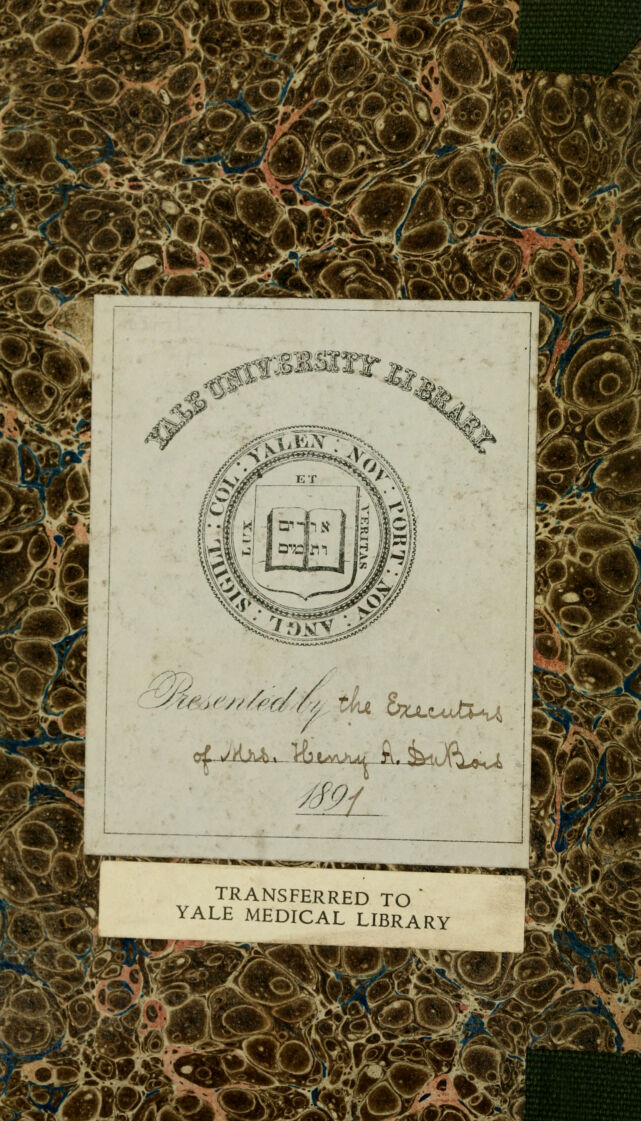 YALE UNIVERSITY LIBRARY.
SIGILL : COL : YALEN : NOV : PORT : NOV : ANGL :
ET
LUX
VERITAS
אורים
ותמים
Presented by the Executors
of Mrs. Henry A. DuBois
1891
TRANSFERRED TO
YALE MEDICAL LIBRARY